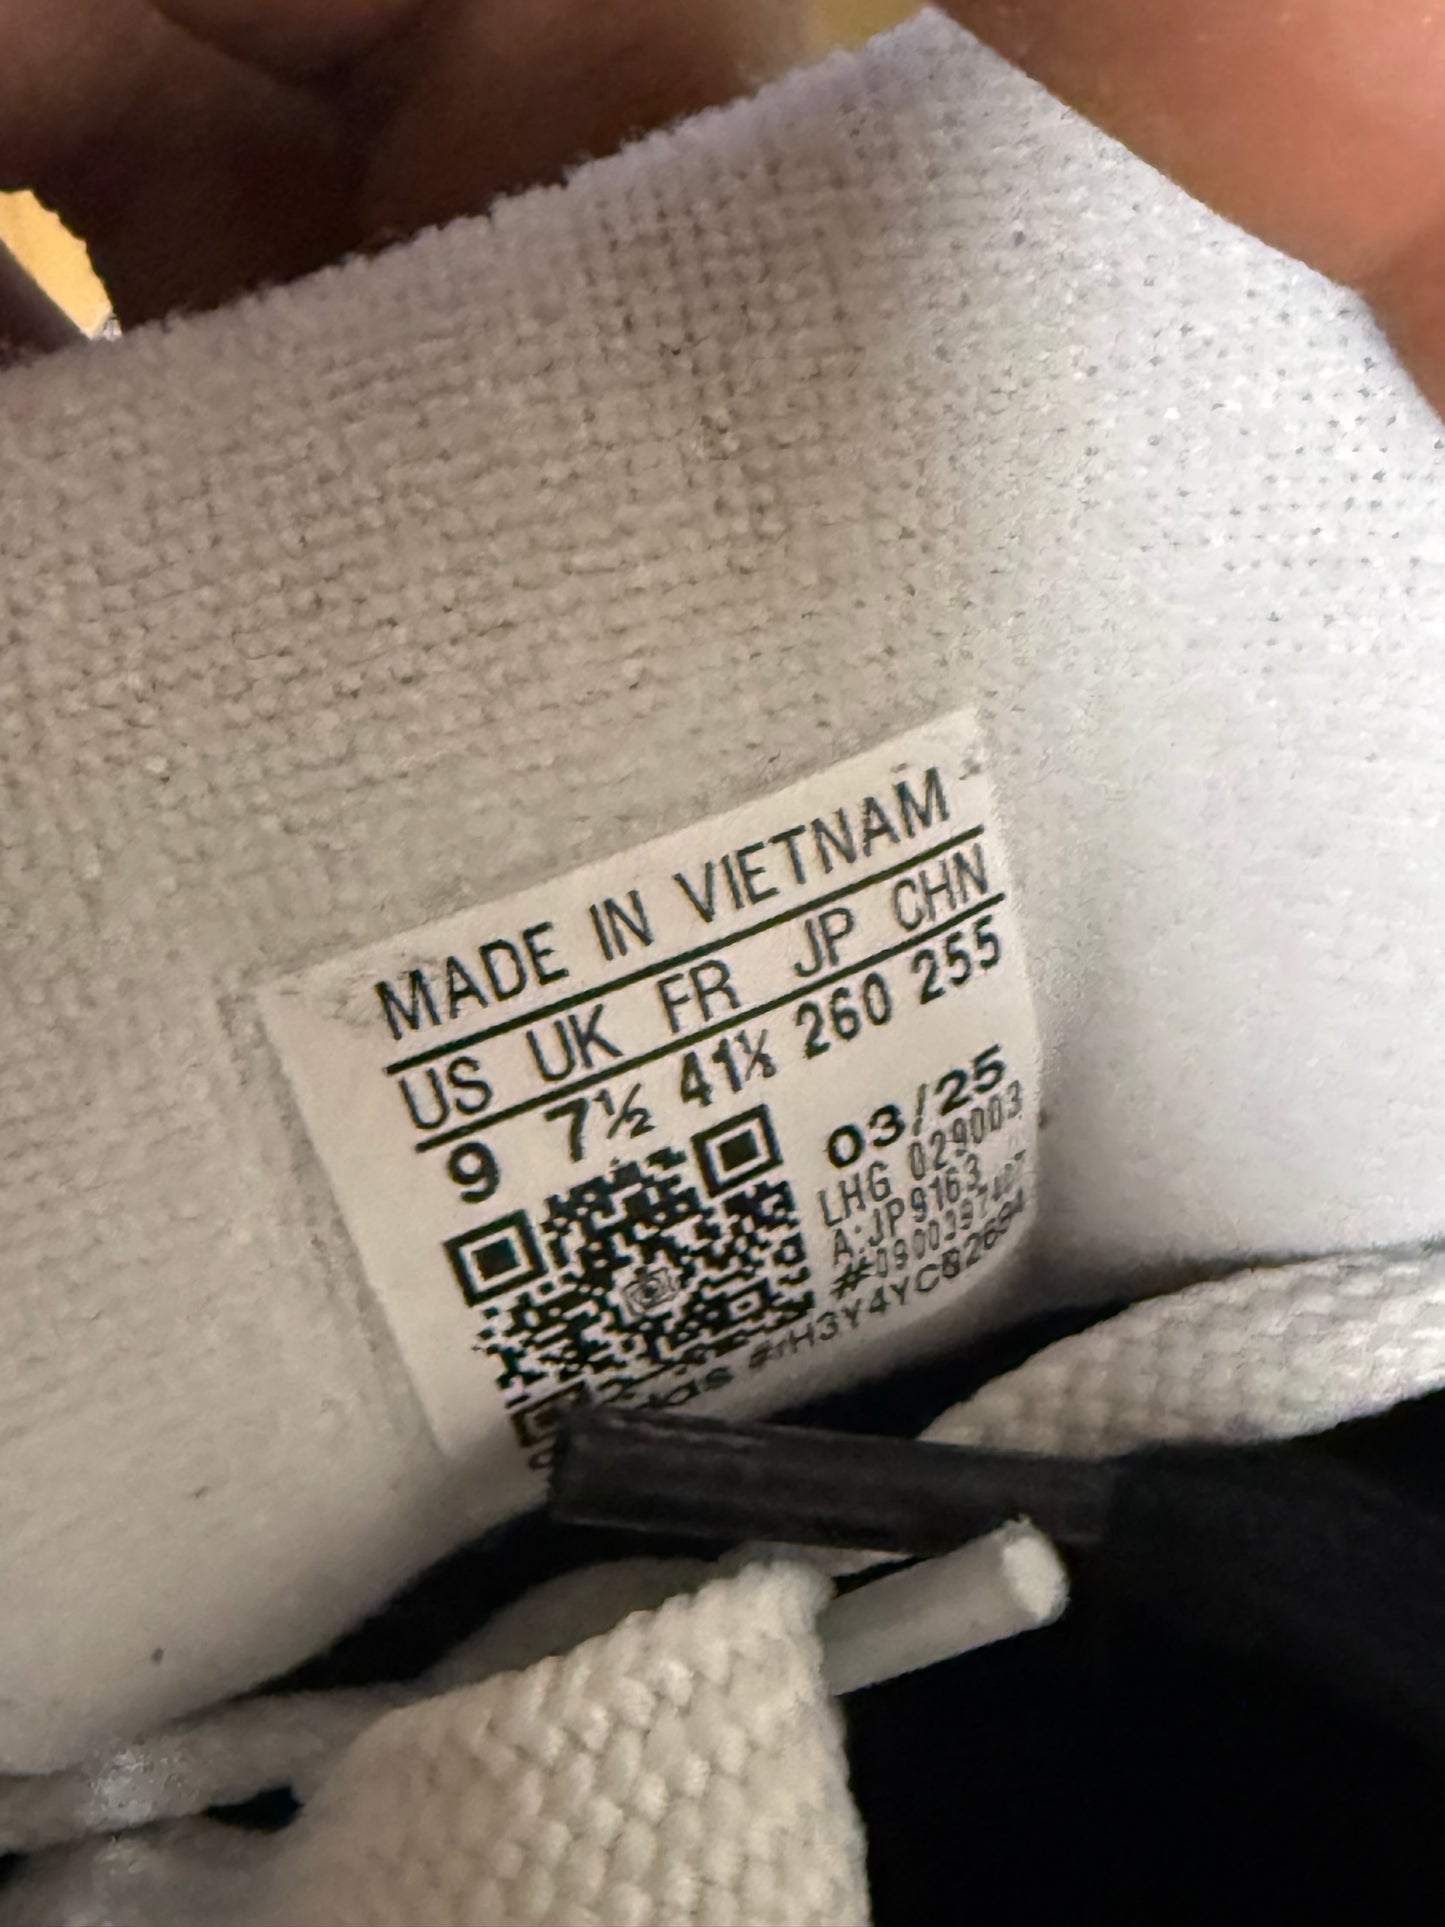 MADE IN VIETNAM
US UK FR JP CHN
9 7½ 41⅓ 260 255
03/25
LHG 029003
A:JP9163